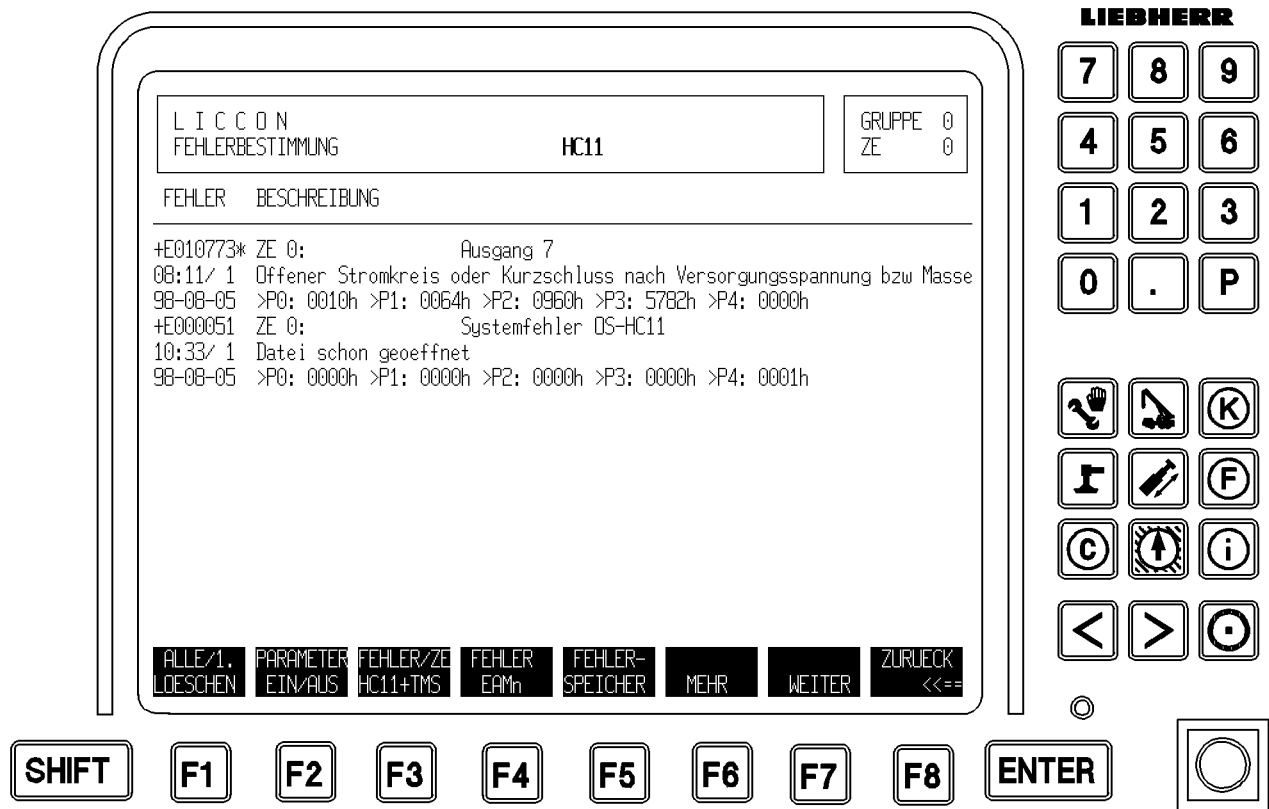 LIEBHERR
L I C C O N
FEHLERBESTIMMUNG HC11
GRUPPE 0
ZE 0
FEHLER BESCHREIBUNG
+E010773* ZE 0: Ausgang 7
08:11/ 1 Offener Stromkreis oder Kurzschluss nach Versorgungsspannung bzw Masse
98-08-05 >P0: 0010h >P1: 0064h >P2: 0960h >P3: 5782h >P4: 0000h
+E000051 ZE 0: Systemfehler OS-HC11
10:33/ 1 Datei schon geoeffnet
98-08-05 >P0: 0000h >P1: 0000h >P2: 0000h >P3: 0000h >P4: 0001h
ALLE/1. PARAMETER FEHLER/ZE FEHLER FEHLER- ZURUECK
LOESCHEN EIN/AUS HC11+TMS EAMn SPEICHER MEHR WEITER <<==
7 8 9
4 5 6
1 2 3
0 . P
K
F
C i
< >
SHIFT F1 F2 F3 F4 F5 F6 F7 F8 ENTER